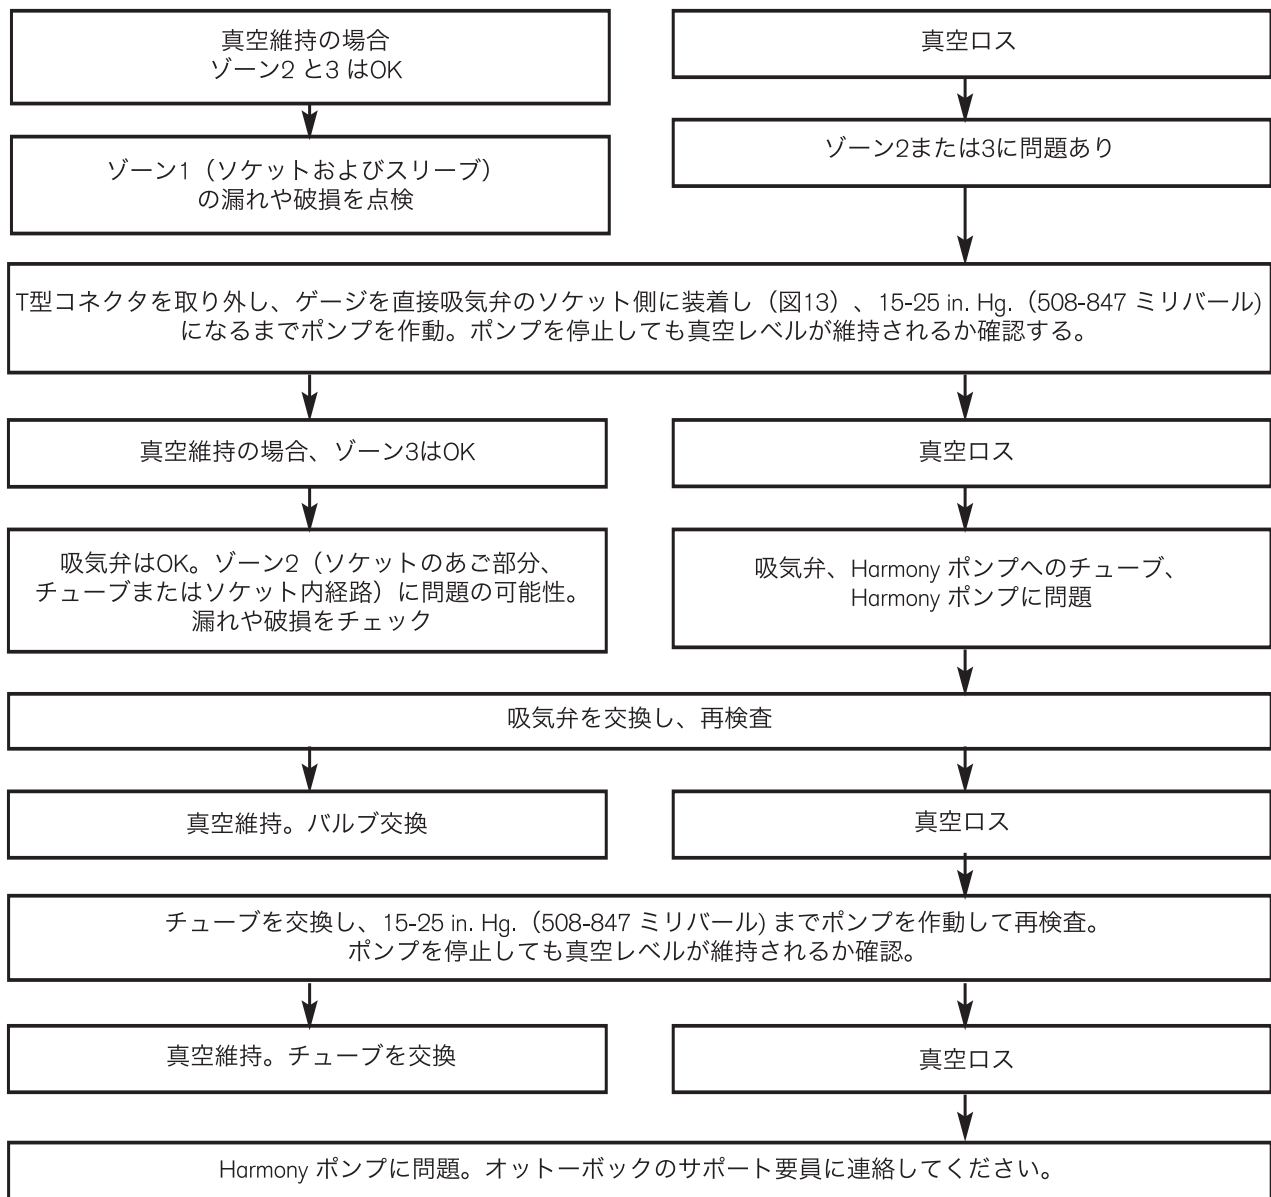 真空維持の場合
ゾーン2 と3 はOK
真空ロス
ゾーン1（ソケットおよびスリーブ）
の漏れや破損を点検
ゾーン2または3に問題あり
T型コネクタを取り外し、ゲージを直接吸気弁のソケット側に装着し（図13）、15-25 in. Hg.（508-847 ミリバール)
になるまでポンプを作動。ポンプを停止しても真空レベルが維持されるか確認する。
真空維持の場合、ゾーン3はOK
真空ロス
吸気弁はOK。ゾーン2（ソケットのあご部分、
チューブまたはソケット内経路）に問題の可能性。
漏れや破損をチェック
吸気弁、Harmony ポンプへのチューブ、
Harmony ポンプに問題
吸気弁を交換し、再検査
真空維持。バルブ交換
真空ロス
チューブを交換し、15-25 in. Hg.（508-847 ミリバール) までポンプを作動して再検査。
ポンプを停止しても真空レベルが維持されるか確認。
真空維持。チューブを交換
真空ロス
Harmony ポンプに問題。オットーボックのサポート要員に連絡してください。